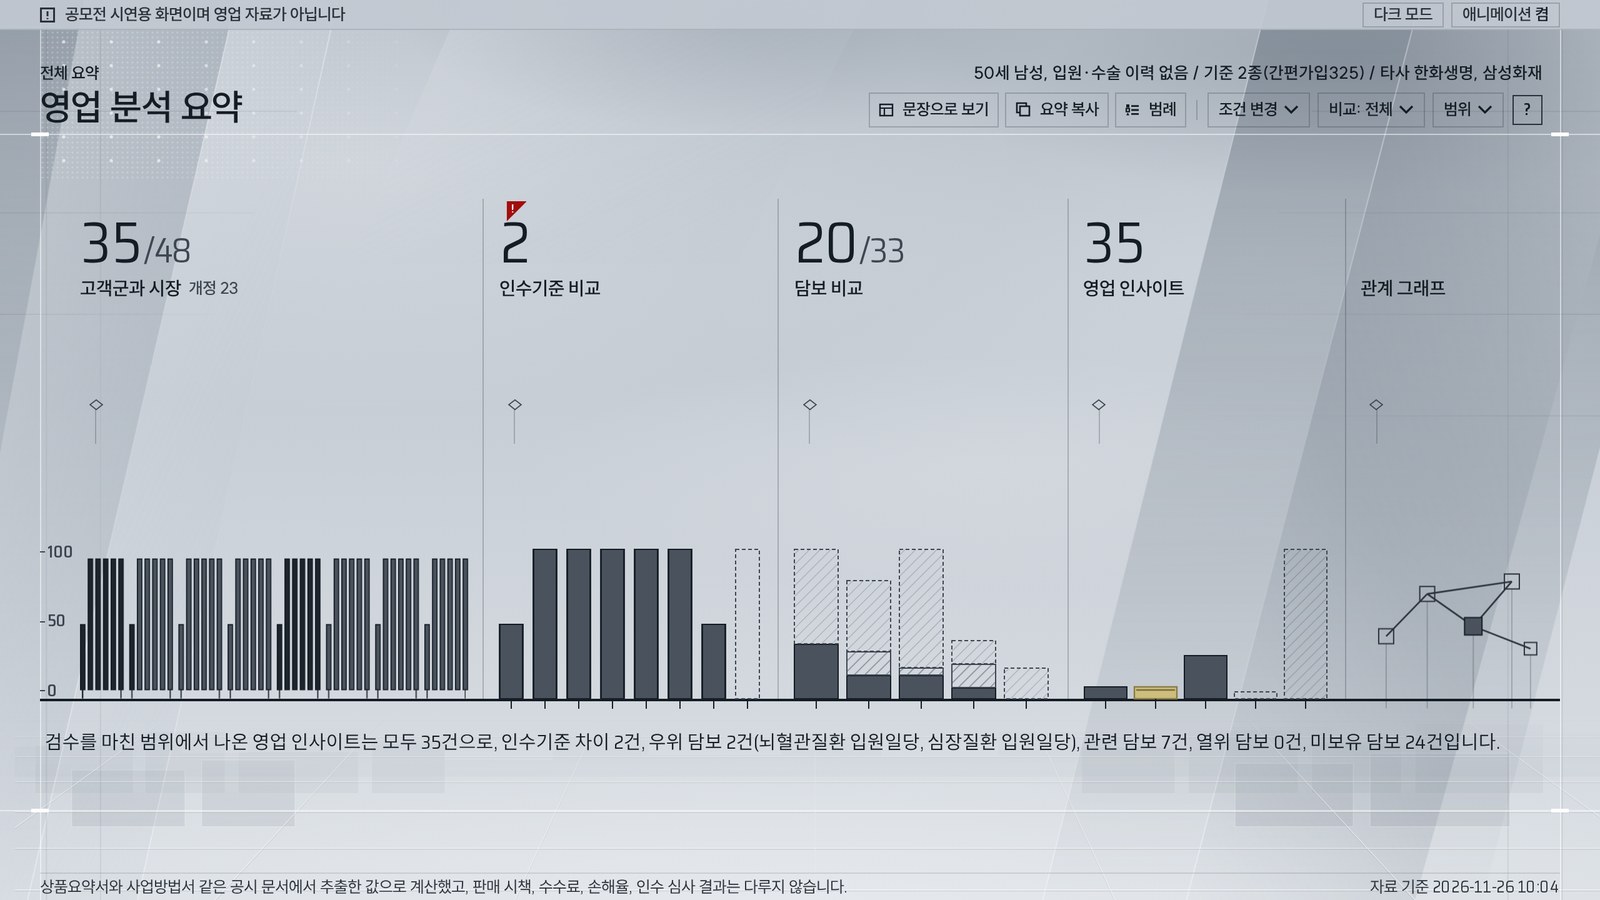 공모전 시연용 화면이며 영업 자료가 아닙니다
다크 모드
애니메이션 켬
전체 요약
영업 분석 요약
50세 남성, 입원·수술 이력 없음 / 기준 2종(간편가입325) / 타사 한화생명, 삼성화재
문장으로 보기
요약 복사
범례
조건 변경
비교: 전체
범위
?
35/48
고객군과 시장 개정 23
!
2
인수기준 비교
20/33
담보 비교
35
영업 인사이트
관계 그래프
100
50
0
검수를 마친 범위에서 나온 영업 인사이트는 모두 35건으로, 인수기준 차이 2건, 우위 담보 2건(뇌혈관질환 입원일당, 심장질환 입원일당), 관련 담보 7건, 열위 담보 0건, 미보유 담보 24건입니다.
상품요약서와 사업방법서 같은 공시 문서에서 추출한 값으로 계산했고, 판매 시책, 수수료, 손해율, 인수 심사 결과는 다루지 않습니다.
자료 기준 2026-11-26 10:04